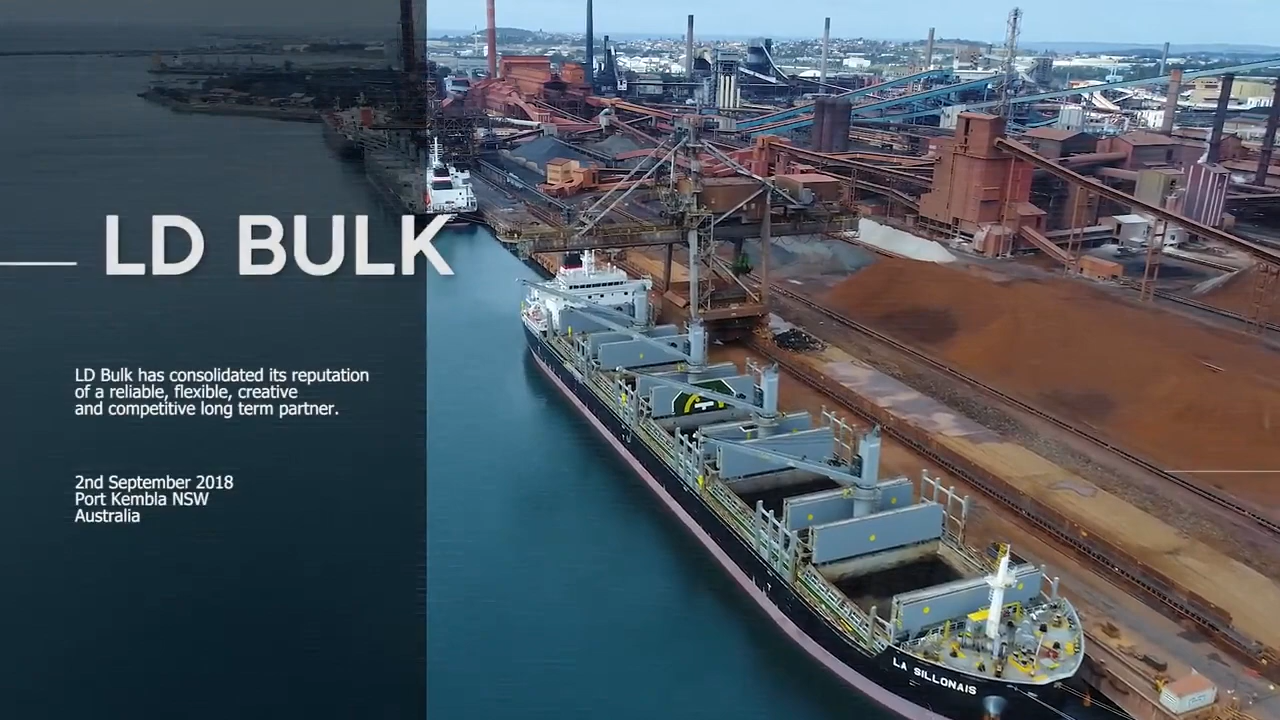 LD BULK
LD Bulk has consolidated its reputation
of a reliable, flexible, creative
and competitive long term partner.
2nd September 2018
Port Kembla NSW
Australia
LA SILLONAIS